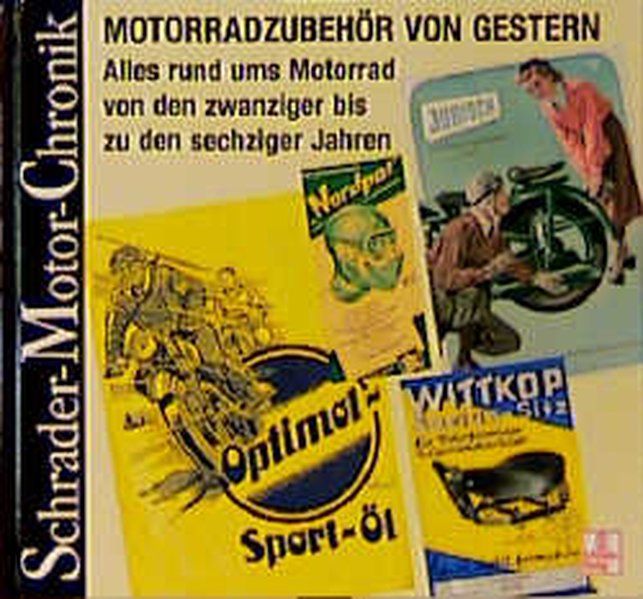 Schrader-Motor-Chronik
MOTORRADZUBEHÖR VON GESTERN
Alles rund ums Motorrad
von den zwanziger bis
zu den sechziger Jahren
Nordpol
Optimol-
Sport-Öl
WITTKOP
Sitz